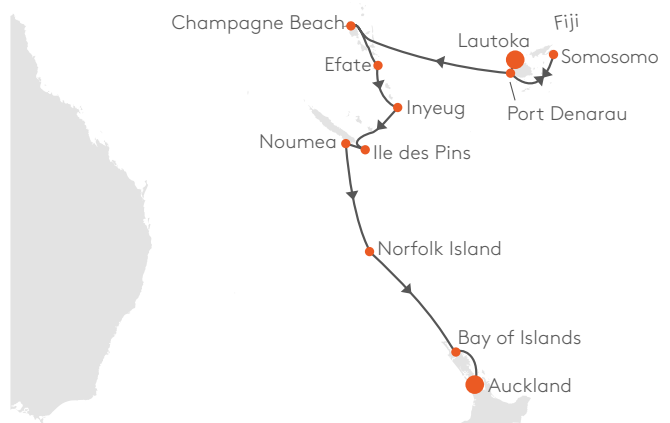 Fiji
Champagne Beach
Lautoka
Somosomo
Efate
Inyeug
Port Denarau
Noumea
Ile des Pins
Norfolk Island
Bay of Islands
Auckland